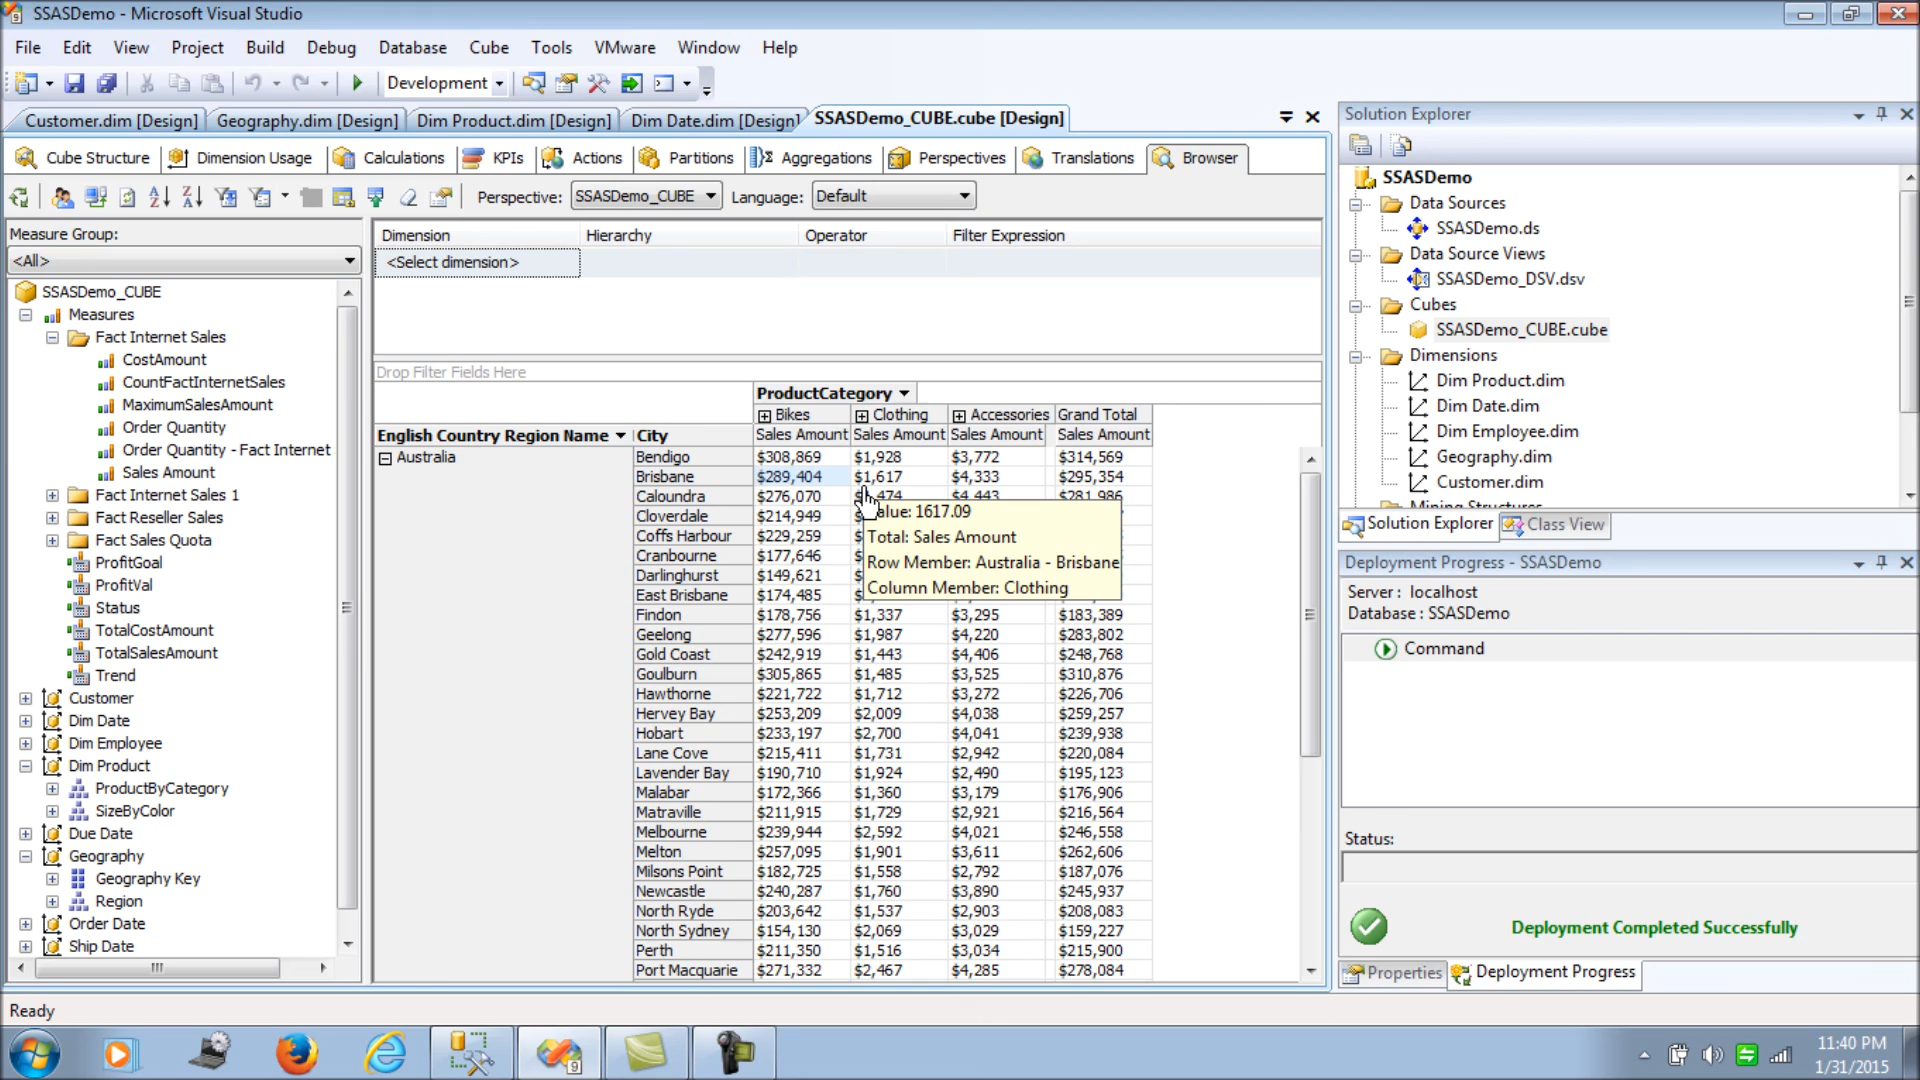 SSASDemo - Microsoft Visual Studio
File Edit View Project Build Debug Database Cube Tools VMware Window Help
Development
Customer.dim [Design] Geography.dim [Design] Dim Product.dim [Design] Dim Date.dim [Design] SSASDemo_CUBE.cube [Design]
Cube Structure Dimension Usage Calculations KPIs Actions Partitions Aggregations Perspectives Translations Browser
Perspective: SSASDemo_CUBE Language: Default
Measure Group:
<All>
SSASDemo_CUBE
Measures
Fact Internet Sales
CostAmount
CountFactInternetSales
MaximumSalesAmount
Order Quantity
Order Quantity - Fact Internet
Sales Amount
Fact Internet Sales 1
Fact Reseller Sales
Fact Sales Quota
ProfitGoal
ProfitVal
Status
TotalCostAmount
TotalSalesAmount
Trend
Customer
Dim Date
Dim Employee
Dim Product
ProductByCategory
SizeByColor
Due Date
Geography
Geography Key
Region
Order Date
Ship Date
Dimension Hierarchy Operator Filter Expression
<Select dimension>
Drop Filter Fields Here
ProductCategory
Bikes Clothing Accessories Grand Total
English Country Region Name City Sales Amount Sales Amount Sales Amount Sales Amount
Australia Bendigo $308,869 $1,928 $3,772 $314,569
Brisbane $289,404 $1,617 $4,333 $295,354
Caloundra $276,070 474 $4,443 $281,986
Cloverdale $214,949
Coffs Harbour $229,259
Cranbourne $177,646
Darlinghurst $149,621
East Brisbane $174,485
Findon $178,756 $1,337 $3,295 $183,389
Geelong $277,596 $1,987 $4,220 $283,802
Gold Coast $242,919 $1,443 $4,406 $248,768
Goulburn $305,865 $1,485 $3,525 $310,876
Hawthorne $221,722 $1,712 $3,272 $226,706
Hervey Bay $253,209 $2,009 $4,038 $259,257
Hobart $233,197 $2,700 $4,041 $239,938
Lane Cove $215,411 $1,731 $2,942 $220,084
Lavender Bay $190,710 $1,924 $2,490 $195,123
Malabar $172,366 $1,360 $3,179 $176,906
Matraville $211,915 $1,729 $2,921 $216,564
Melbourne $239,944 $2,592 $4,021 $246,558
Melton $257,095 $1,901 $3,611 $262,606
Milsons Point $182,725 $1,558 $2,792 $187,076
Newcastle $240,287 $1,760 $3,890 $245,937
North Ryde $203,642 $1,537 $2,903 $208,083
North Sydney $154,130 $2,069 $3,029 $159,227
Perth $211,350 $1,516 $3,034 $215,900
Port Macquarie $271,332 $2,467 $4,285 $278,084
alue: 1617.09
Total: Sales Amount
Row Member: Australia - Brisbane
Column Member: Clothing
Solution Explorer
SSASDemo
Data Sources
SSASDemo.ds
Data Source Views
SSASDemo_DSV.dsv
Cubes
SSASDemo_CUBE.cube
Dimensions
Dim Product.dim
Dim Date.dim
Dim Employee.dim
Geography.dim
Customer.dim
Mining Structures
Solution Explorer Class View
Deployment Progress - SSASDemo
Server : localhost
Database : SSASDemo
Command
Status:
Deployment Completed Successfully
Properties Deployment Progress
Ready
11:40 PM
1/31/2015